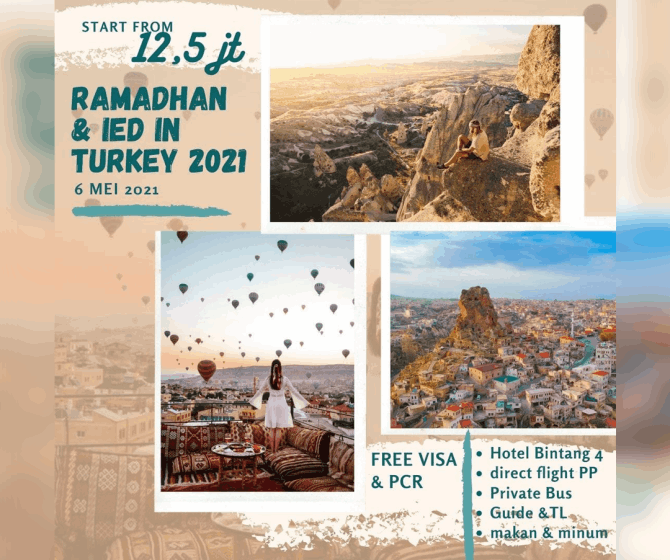 START FROM
12,5 jt
RAMADHAN
& IED IN
TURKEY 2021
6 MEI 2021
FREE VISA
& PCR
• Hotel Bintang 4
• direct flight PP
• Private Bus
• Guide &TL
• makan & minum